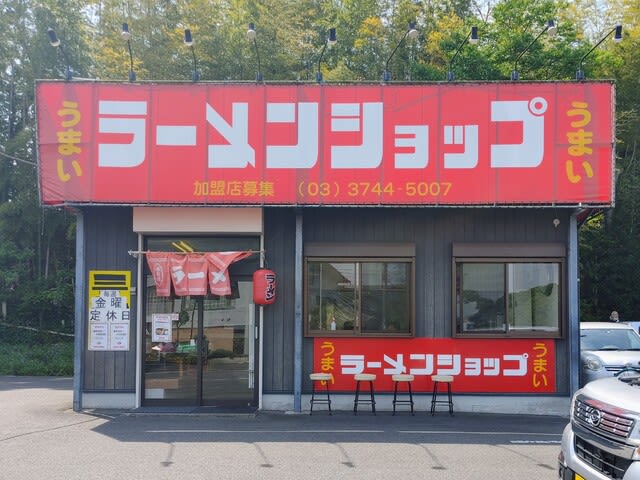 うまい
ラーメンショップ
うまい
加盟店募集 (03) 3744-5007
ラーメ
ラーメン
毎週
金曜
定休日
うまい
ラーメンショップ
うまい